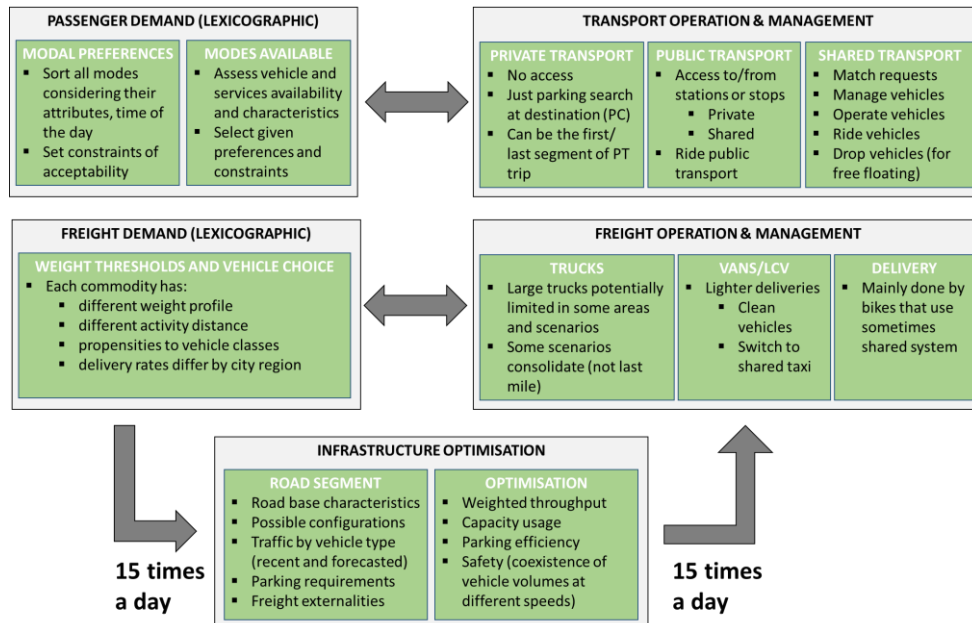 PASSENGER DEMAND (LEXICOGRAPHIC)
MODAL PREFERENCES
▪ Sort all modes
considering their
attributes, time of
the day
▪ Set constraints of
acceptability
MODES AVAILABLE
▪ Assess vehicle and
services availability
and characteristics
▪ Select given
preferences and
constraints
TRANSPORT OPERATION & MANAGEMENT
PRIVATE TRANSPORT
▪ No access
▪ Just parking search
at destination (PC)
▪ Can be the first/
last segment of PT
trip
PUBLIC TRANSPORT
▪ Access to/from
stations or stops
▪ Private
▪ Shared
▪ Ride public
transport
SHARED TRANSPORT
▪ Match requests
▪ Manage vehicles
▪ Operate vehicles
▪ Ride vehicles
▪ Drop vehicles (for
free floating)
FREIGHT DEMAND (LEXICOGRAPHIC)
WEIGHT THRESHOLDS AND VEHICLE CHOICE
▪ Each commodity has:
▪ different weight profile
▪ different activity distance
▪ propensities to vehicle classes
▪ delivery rates differ by city region
FREIGHT OPERATION & MANAGEMENT
TRUCKS
▪ Large trucks potentially
limited in some areas
and scenarios
▪ Some scenarios
consolidate (not last
mile)
VANS/LCV
▪ Lighter deliveries
▪ Clean
vehicles
▪ Switch to
shared taxi
DELIVERY
▪ Mainly done by
bikes that use
sometimes
shared system
INFRASTRUCTURE OPTIMISATION
ROAD SEGMENT
▪ Road base characteristics
▪ Possible configurations
▪ Traffic by vehicle type
(recent and forecasted)
▪ Parking requirements
▪ Freight externalities
OPTIMISATION
▪ Weighted throughput
▪ Capacity usage
▪ Parking efficiency
▪ Safety (coexistence of
vehicle volumes at
different speeds)
15 times
a day
15 times
a day